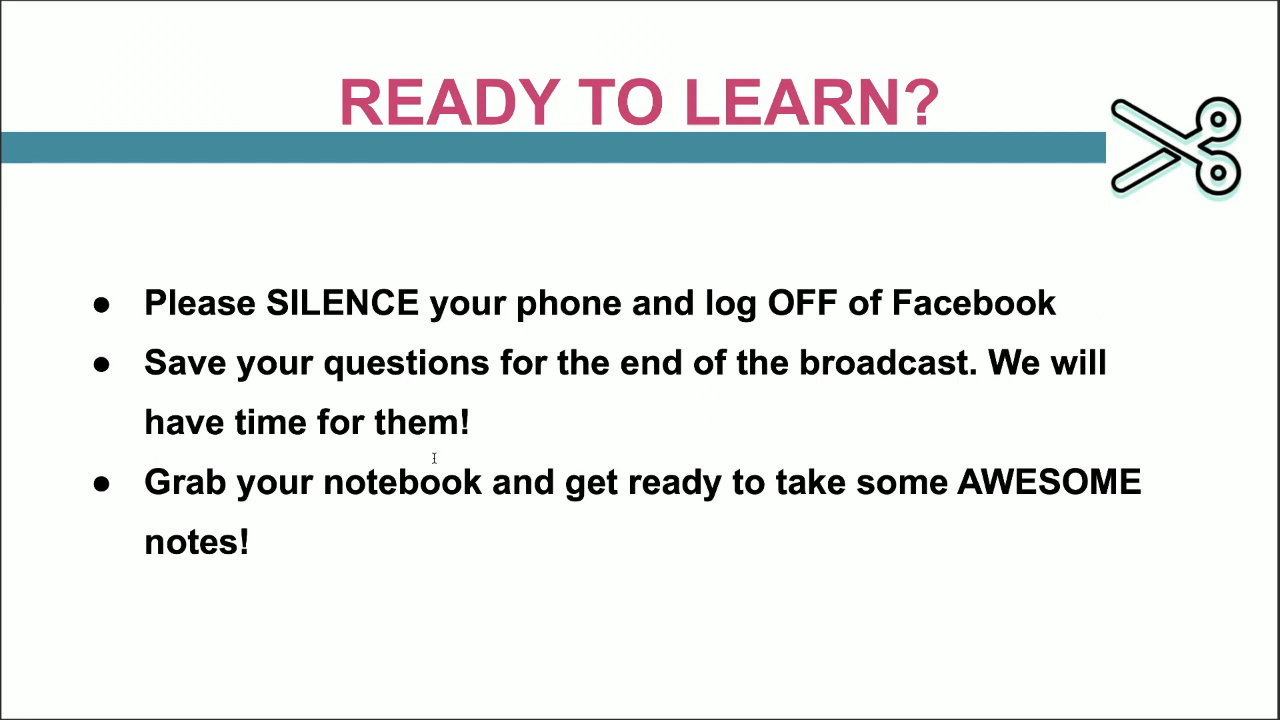 READY TO LEARN?
● Please SILENCE your phone and log OFF of Facebook
● Save your questions for the end of the broadcast. We will
have time for them!
● Grab your notebook and get ready to take some AWESOME
notes!